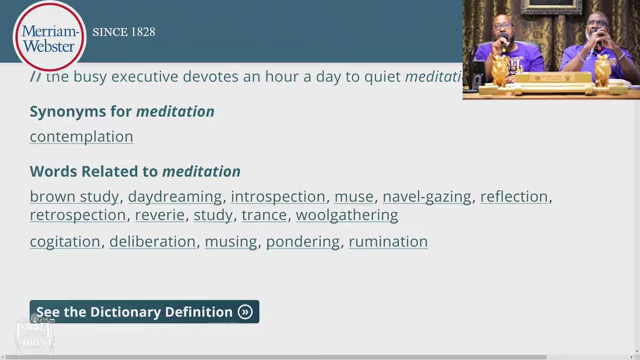 Merriam-
Webster
SINCE 1828
// the busy executive devotes an hour a day to quiet
Synonyms for meditation
contemplation
Words Related to meditation
brown study, daydreaming, introspection, muse, navel-gazing, reflection,
retrospection, reverie, study, trance, woolgathering
cogitation, deliberation, musing, pondering, rumination
See the Dictionary Definition